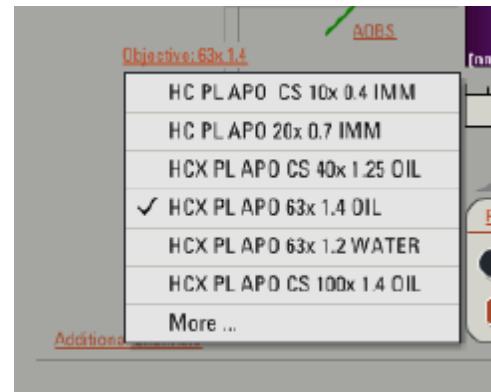 AOBS
Objective: 63x 1.4
[nm
HC PL APO CS 10x 0.4 IMM
HC PL APO 20x 0.7 IMM
HCX PL APO CS 40x 1.25 OIL
✓ HCX PL APO 63x 1.4 OIL
HCX PL APO 63x 1.2 WATER
HCX PL APO CS 100x 1.4 OIL
More ...
Additional